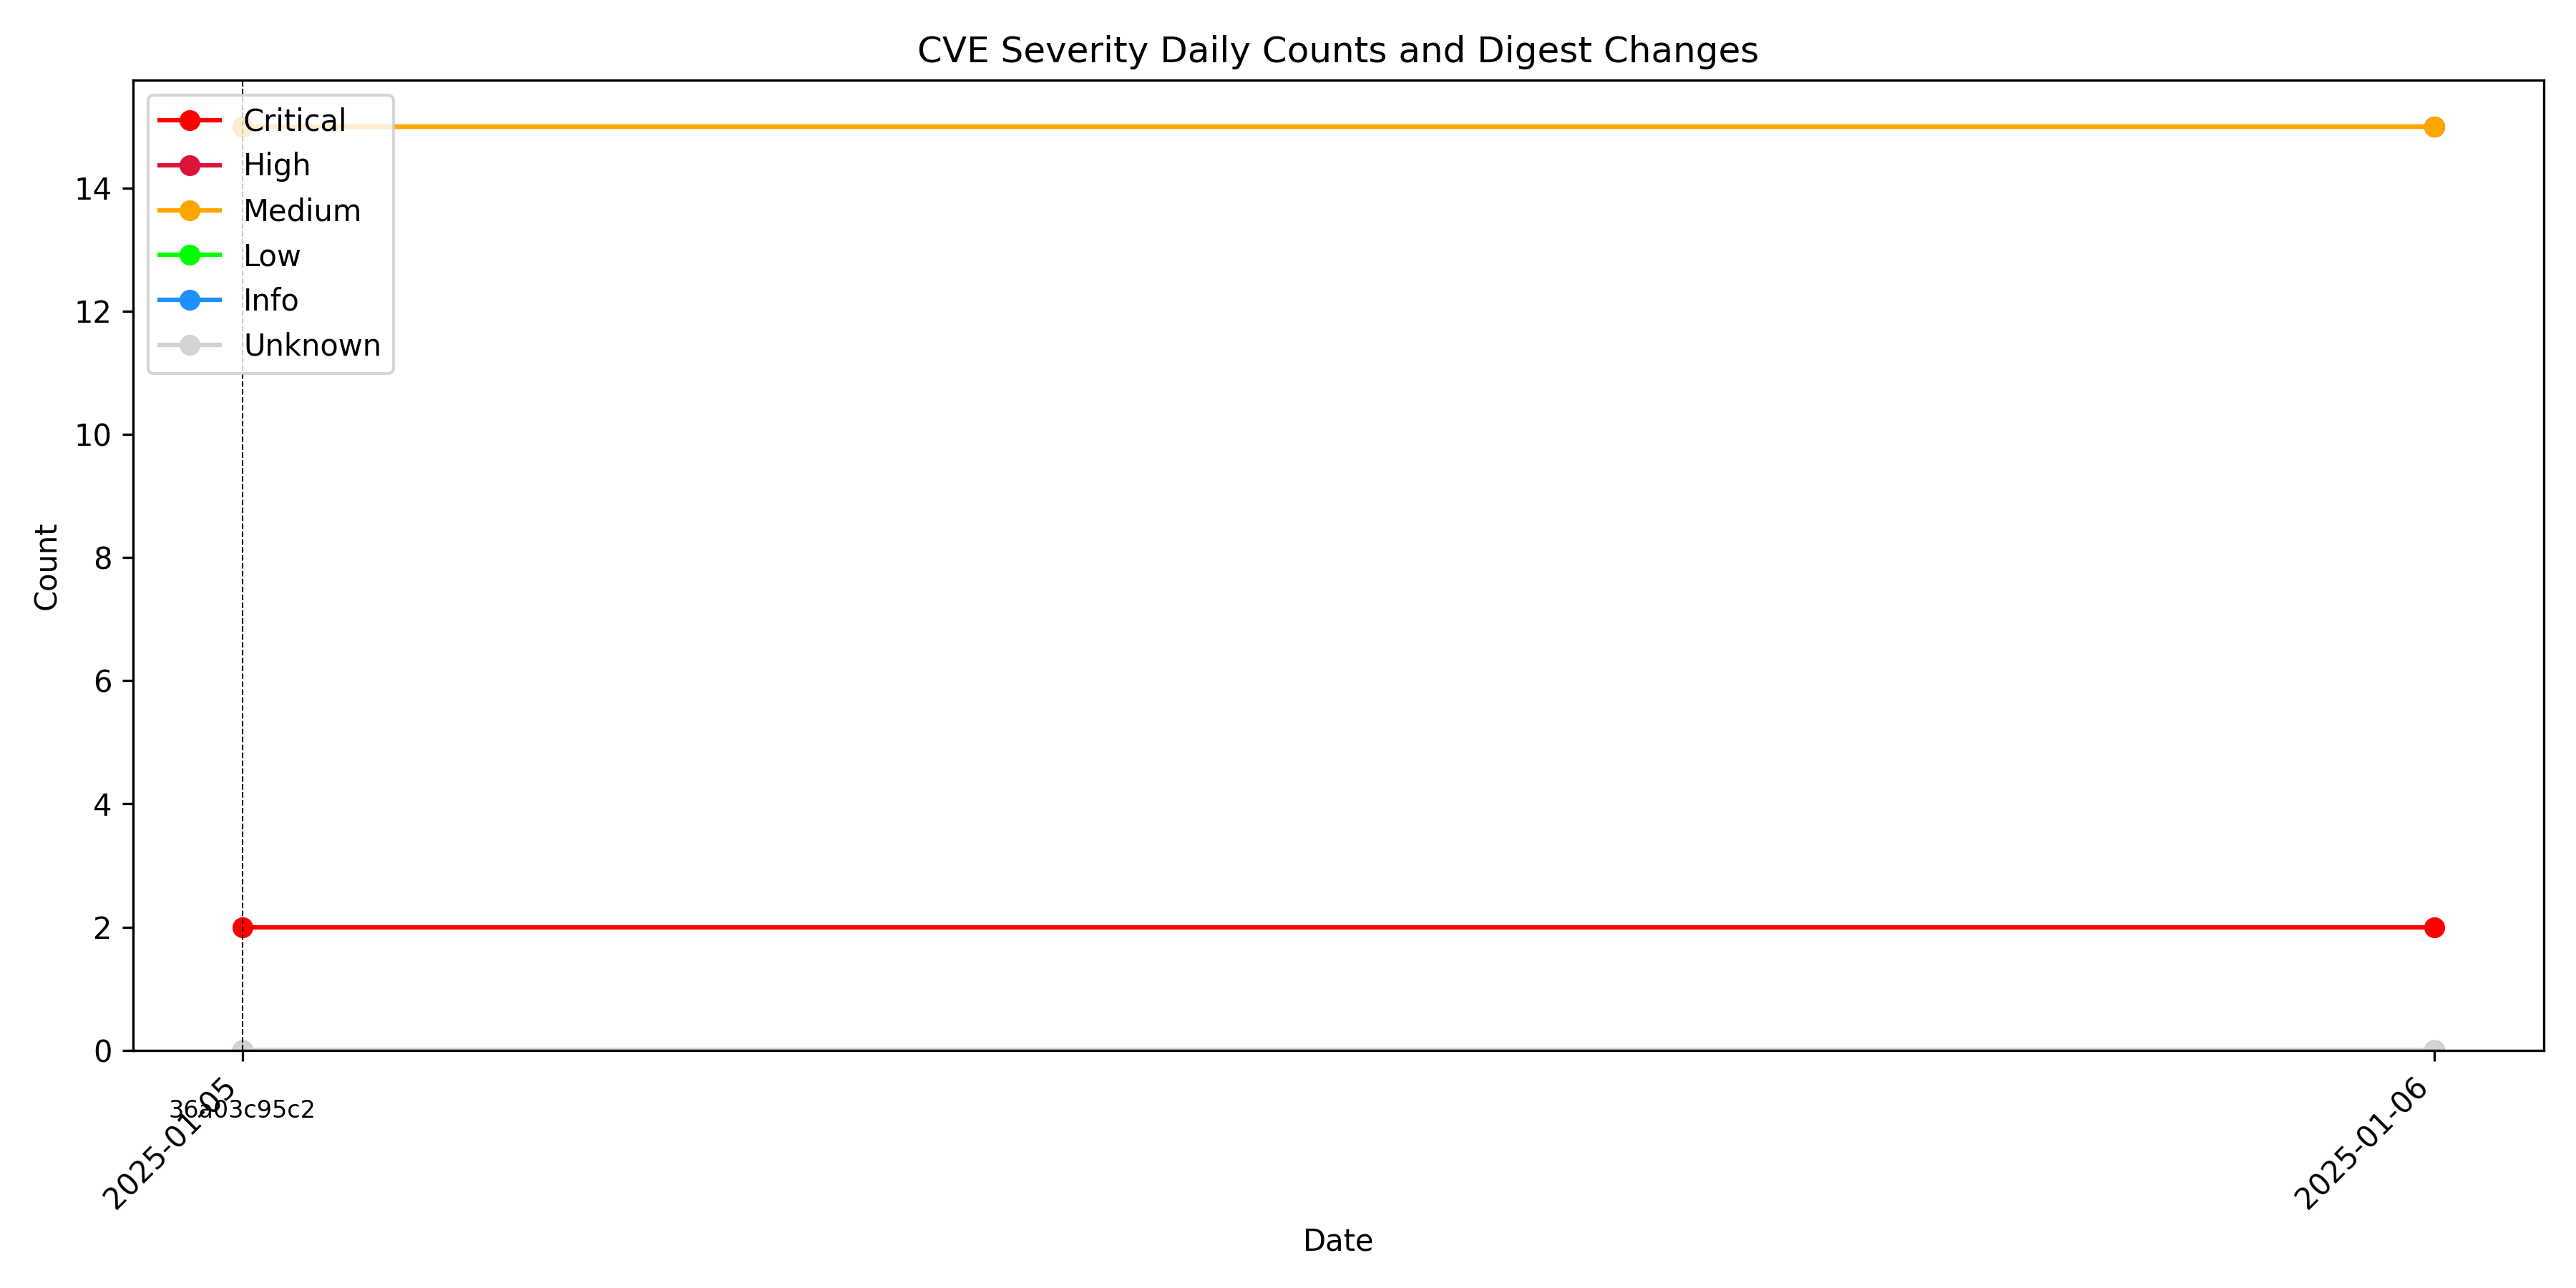 CVE Severity Daily Counts and Digest Changes
Critical
High
Medium
Low
Info
Unknown
14
12
10
8
6
4
2
0
Count
2025-01-05
36a03c95c2
2025-01-06
Date